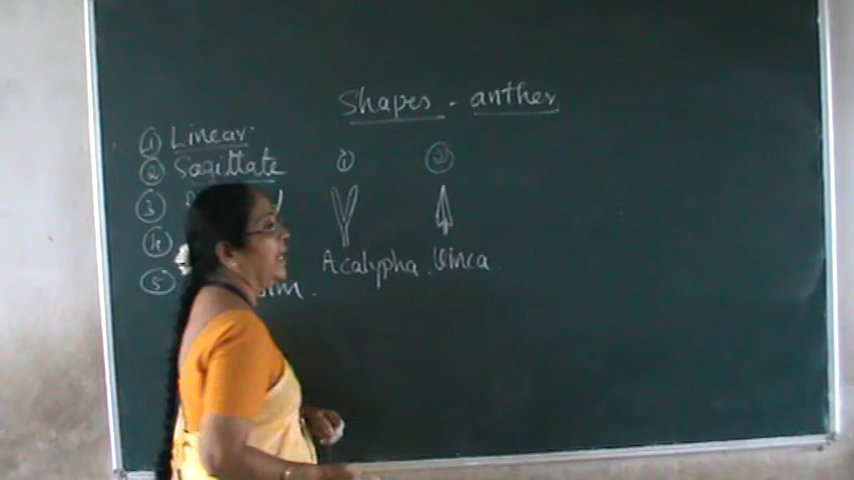 Shapes - anther
① Linear.
② Sagittate
③
④
⑤
① ②
Acalypha. Vinca.